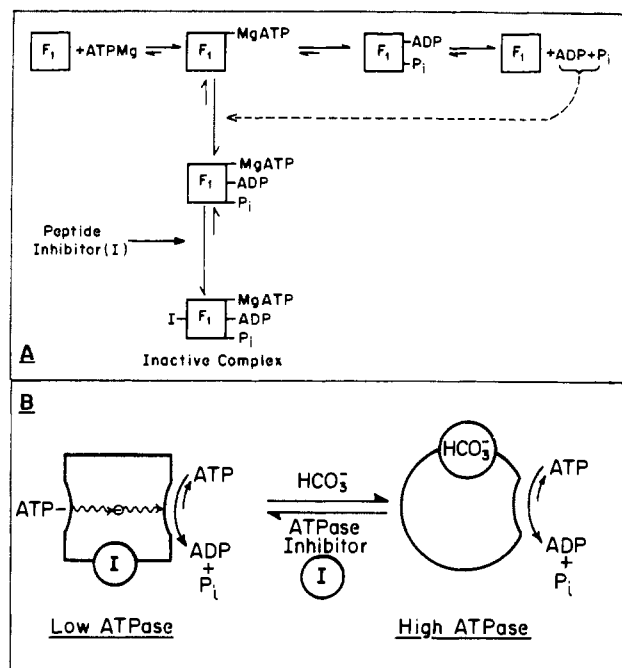 MgATP
F₁ +ATPMg ⇌ F₁ ⇌ F₁ ADP Pᵢ ⇌ F₁ +ADP+Pᵢ
MgATP
F₁ ADP
Pᵢ
Peptide
Inhibitor(I)
MgATP
I F₁ ADP
Pᵢ
A Inactive Complex
B
HCO₃⁻
ATP HCO₃⁻ ATP
ATP
ATPase
Inhibitor
I I
ADP ADP
+ +
Pᵢ Pᵢ
Low ATPase High ATPase